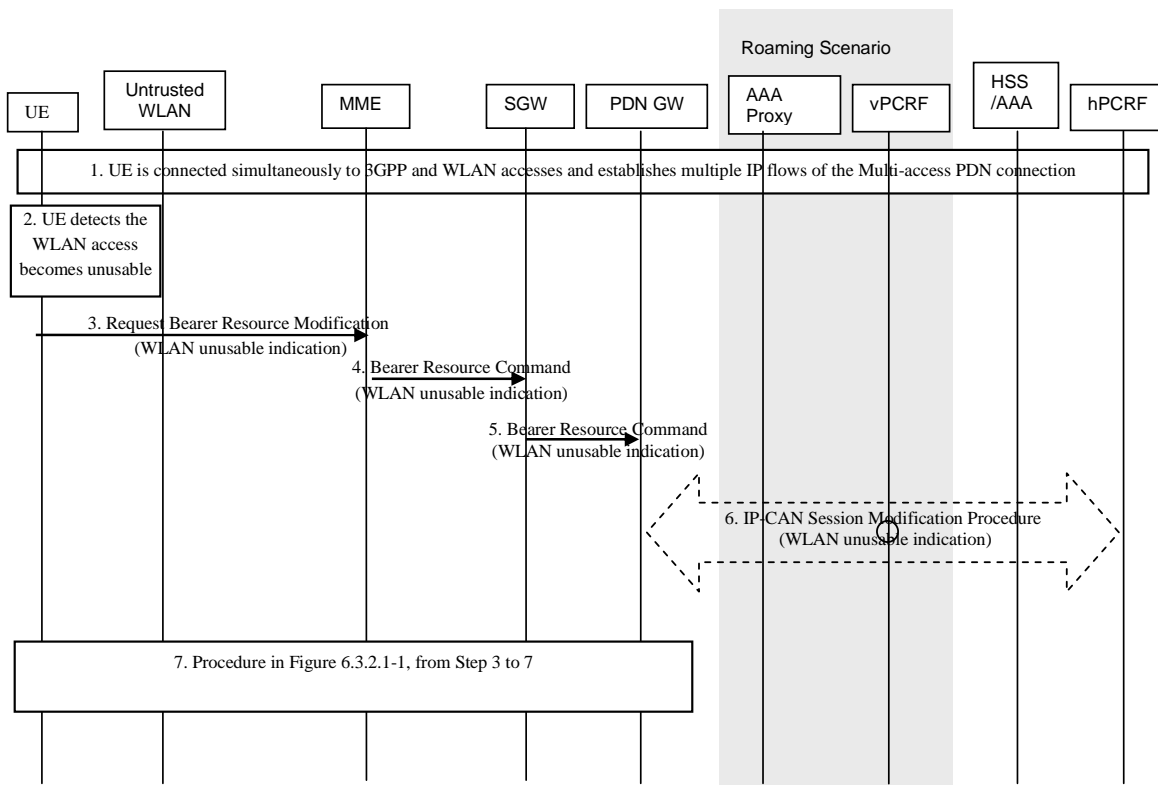 Roaming Scenario
UE
Untrusted
WLAN
MME
SGW
PDN GW
AAA
Proxy
vPCRF
HSS
/AAA
hPCRF
1. UE is connected simultaneously to 3GPP and WLAN accesses and establishes multiple IP flows of the Multi-access PDN connection
2. UE detects the
WLAN access
becomes unusable
3. Request Bearer Resource Modification
(WLAN unusable indication)
4. Bearer Resource Command
(WLAN unusable indication)
5. Bearer Resource Command
(WLAN unusable indication)
6. IP-CAN Session Modification Procedure
(WLAN unusable indication)
7. Procedure in Figure 6.3.2.1-1, from Step 3 to 7